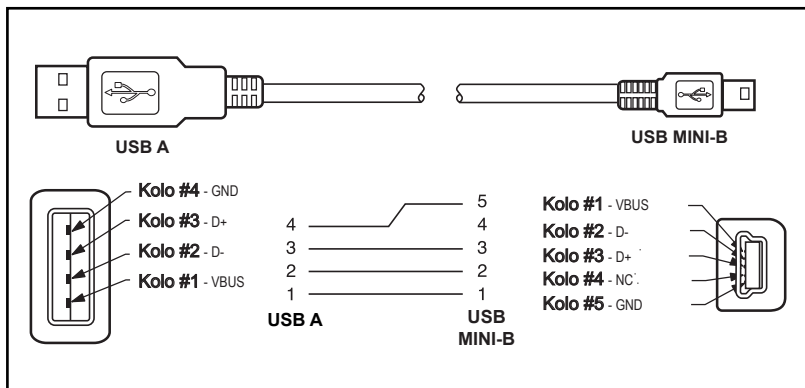 USB A
USB MINI-B
Kolo #4 - GND
Kolo #3 - D+
Kolo #2 - D-
Kolo #1 - VBUS
4
3
2
1
USB A
5
4
3
2
1
USB
MINI-B
Kolo #1 - VBUS
Kolo #2 - D-
Kolo #3 - D+
Kolo #4 - NC
Kolo #5 - GND